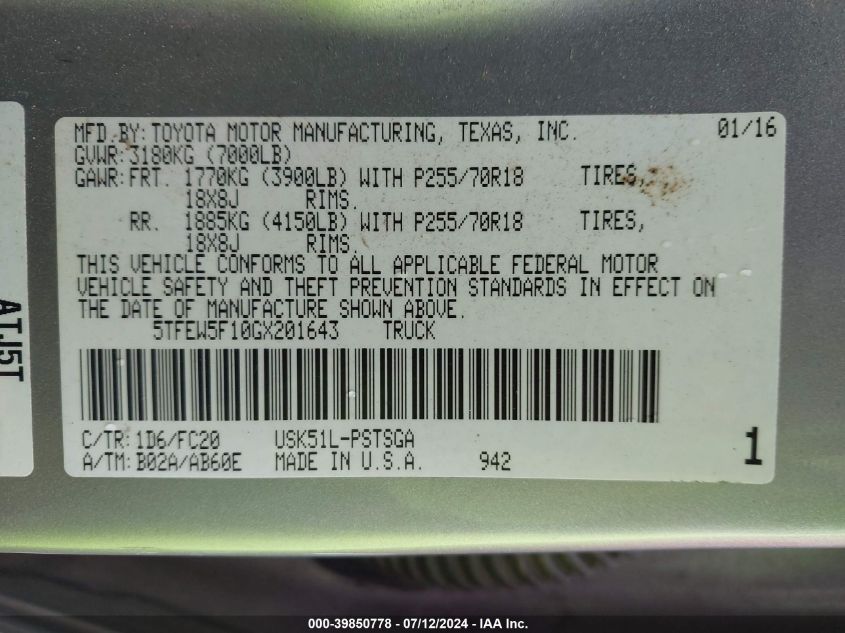 MFD BY: TOYOTA MOTOR MANUFACTURING, TEXAS, INC. 01/16
GVWR: 3180KG (7000LB)
GAWR: FRT. 1770KG (3900LB) WITH P255/70R18 TIRES,
18X8J RIMS.
RR. 1885KG (4150LB) WITH P255/70R18 TIRES,
18X8J RIMS.
THIS VEHICLE CONFORMS TO ALL APPLICABLE FEDERAL MOTOR
VEHICLE SAFETY AND THEFT PREVENTION STANDARDS IN EFFECT ON
THE DATE OF MANUFACTURE SHOWN ABOVE.
5TFEW5F10GX201643 TRUCK
C/TR: 1D6/FC20 USK51L-PSTSGA
A/TM: B02A/AB60E MADE IN U.S.A. 942 1
000-39850778 - 07/12/2024 - IAA Inc.